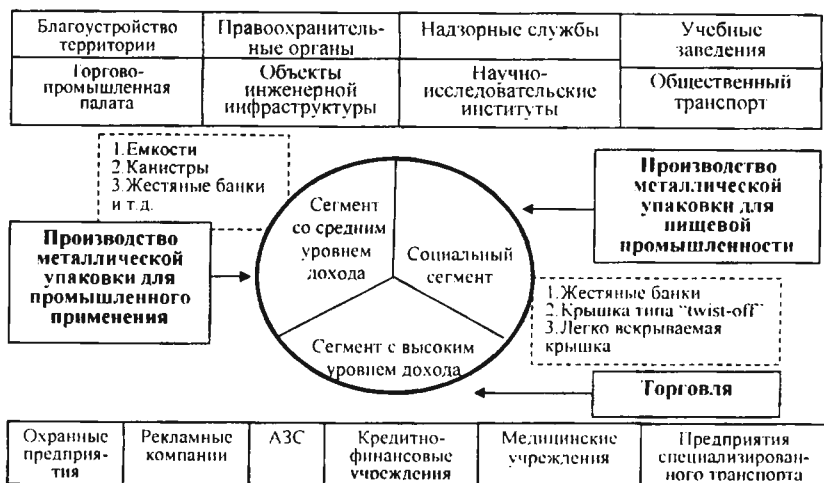 Благоустройство
территории
Правоохранитель-
ные органы
Надзорные службы
Учебные
заведения
Торгово-
промышленная
палата
Объекты
инженерной
инфраструктуры
Научно-
исследовательские
институты
Общественный
транспорт
1.Емкости
2.Канистры
3.Жестяные банки
и т.д.
Производство
металлической
упаковки для
промышленного
применения
Сегмент
со средним
уровнем
дохода
Социальный
сегмент
Сегмент с высоким
уровнем дохода
Производство
металлической
упаковки для
пищевой
промышленности
1.Жестяные банки
2.Крышка типа "twist-off"
3.Легко вскрываемая
крышка
Торговля
Охранные
предприя-
тия
Рекламные
компании
АЗС
Кредитно-
финансовые
учреждения
Медицинские
учреждения
Предприятия
специализирован-
ного транспорта